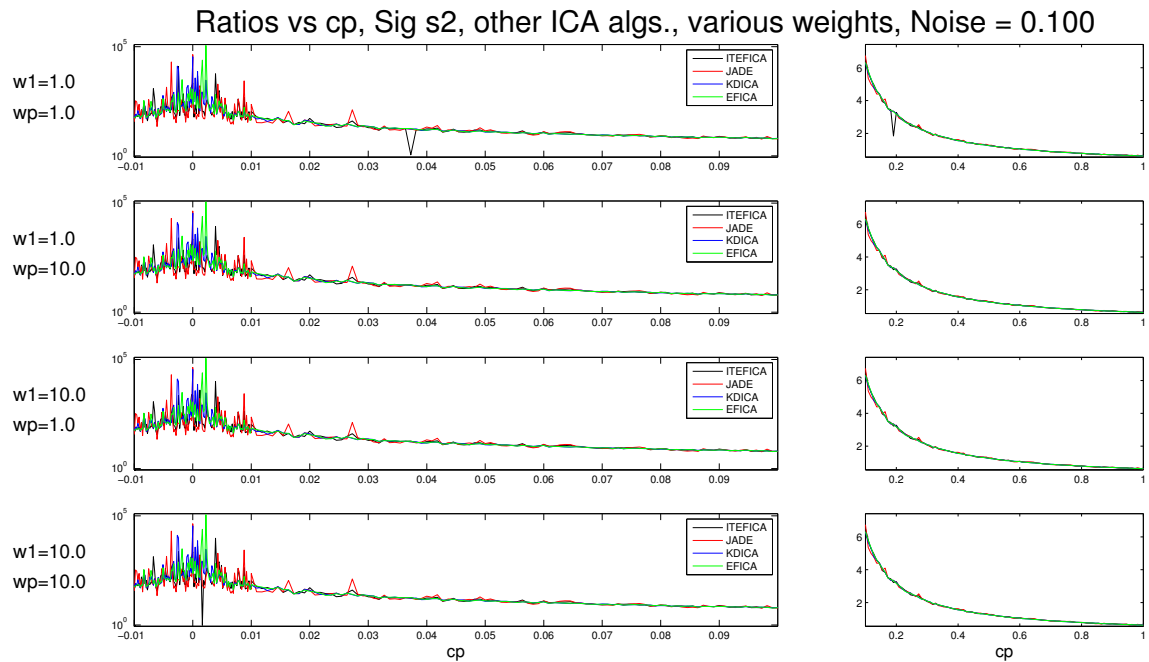 Ratios vs cp, Sig s2, other ICA algs., various weights, Noise = 0.100
w1=1.0
wp=1.0
10^5
10^0
ITEFICA
JADE
KDICA
EFICA
−0.01 0 0.01 0.02 0.03 0.04 0.05 0.06 0.07 0.08 0.09
6
4
2
0.2 0.4 0.6 0.8 1
w1=1.0
wp=10.0
10^5
10^0
ITEFICA
JADE
KDICA
EFICA
−0.01 0 0.01 0.02 0.03 0.04 0.05 0.06 0.07 0.08 0.09
6
4
2
0.2 0.4 0.6 0.8 1
w1=10.0
wp=1.0
10^5
10^0
ITEFICA
JADE
KDICA
EFICA
−0.01 0 0.01 0.02 0.03 0.04 0.05 0.06 0.07 0.08 0.09
6
4
2
0.2 0.4 0.6 0.8 1
w1=10.0
wp=10.0
10^5
10^0
ITEFICA
JADE
KDICA
EFICA
−0.01 0 0.01 0.02 0.03 0.04 0.05 0.06 0.07 0.08 0.09
cp
6
4
2
0.2 0.4 0.6 0.8 1
cp